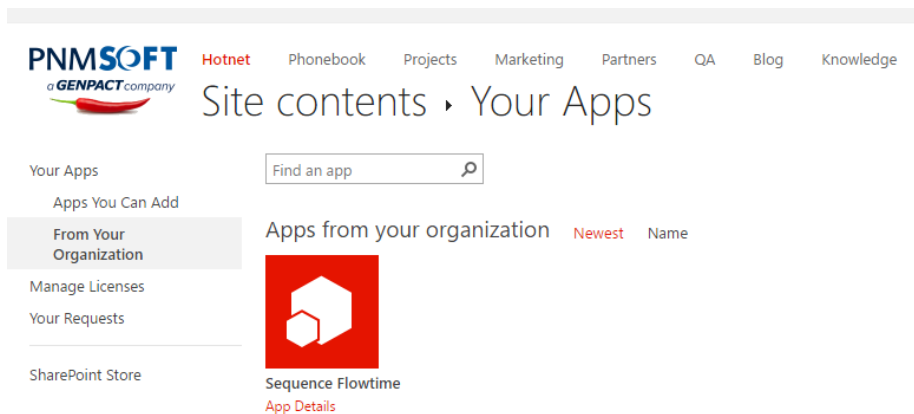 PNMSOFT
a GENPACT company
Hotnet Phonebook Projects Marketing Partners QA Blog Knowledge
Site contents ▸ Your Apps
Your Apps
Apps You Can Add
From Your
Organization
Manage Licenses
Your Requests
SharePoint Store
Find an app
Apps from your organization Newest Name
Sequence Flowtime
App Details